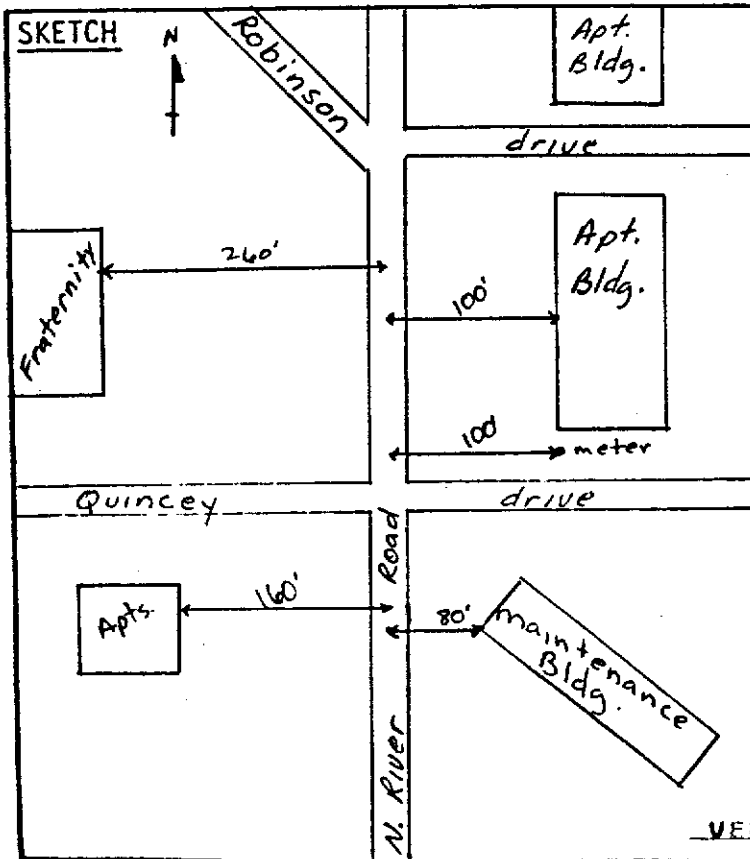 SKETCH
N
Robinson
Apt.
Bldg.
drive
Fraternity
260'
Apt.
Bldg.
100'
100'
meter
Quincey
drive
Apts.
160'
N. River Road
80'
maintenance
Bldg.